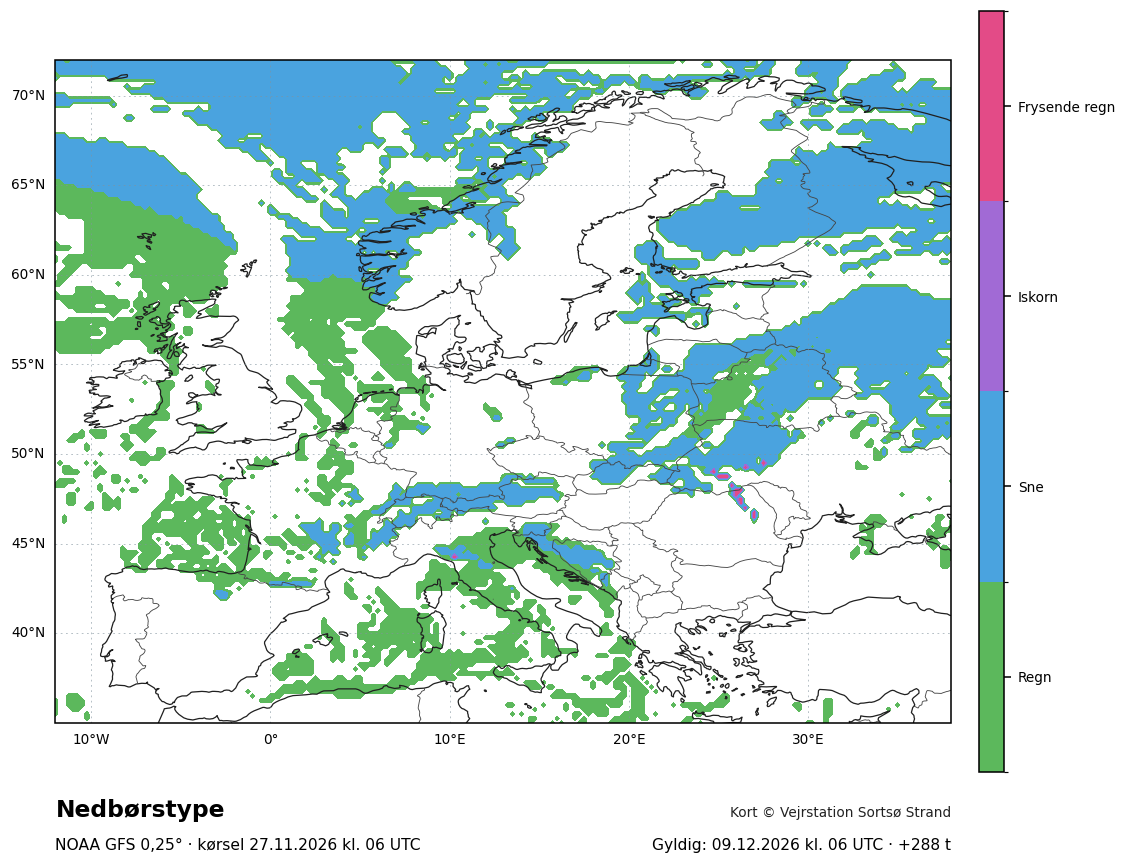 70°N
65°N
60°N
55°N
50°N
45°N
40°N
10°W 0° 10°E 20°E 30°E
Frysende regn
Iskorn
Sne
Regn
Nedbørstype
Kort © Vejrstation Sortsø Strand
NOAA GFS 0,25° · kørsel 27.11.2026 kl. 06 UTC
Gyldig: 09.12.2026 kl. 06 UTC · +288 t